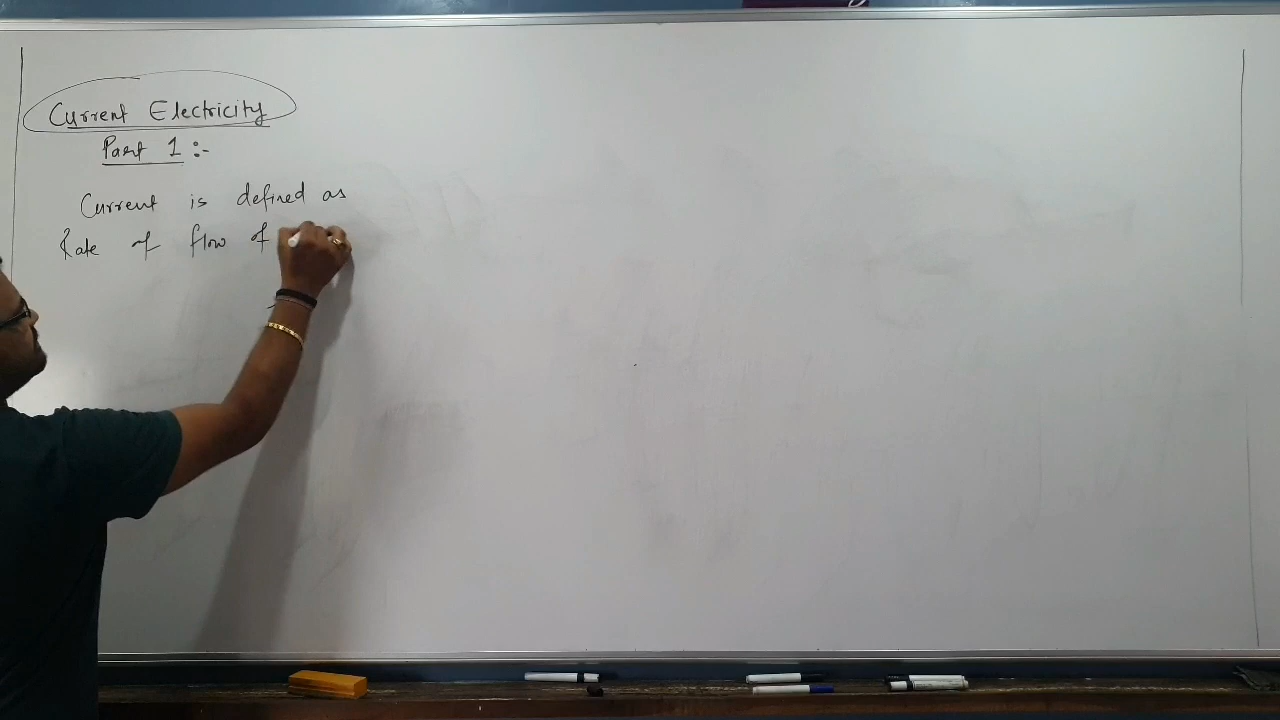 Current Electricity
Part 1 :-
Current is defined as
Rate of flow of